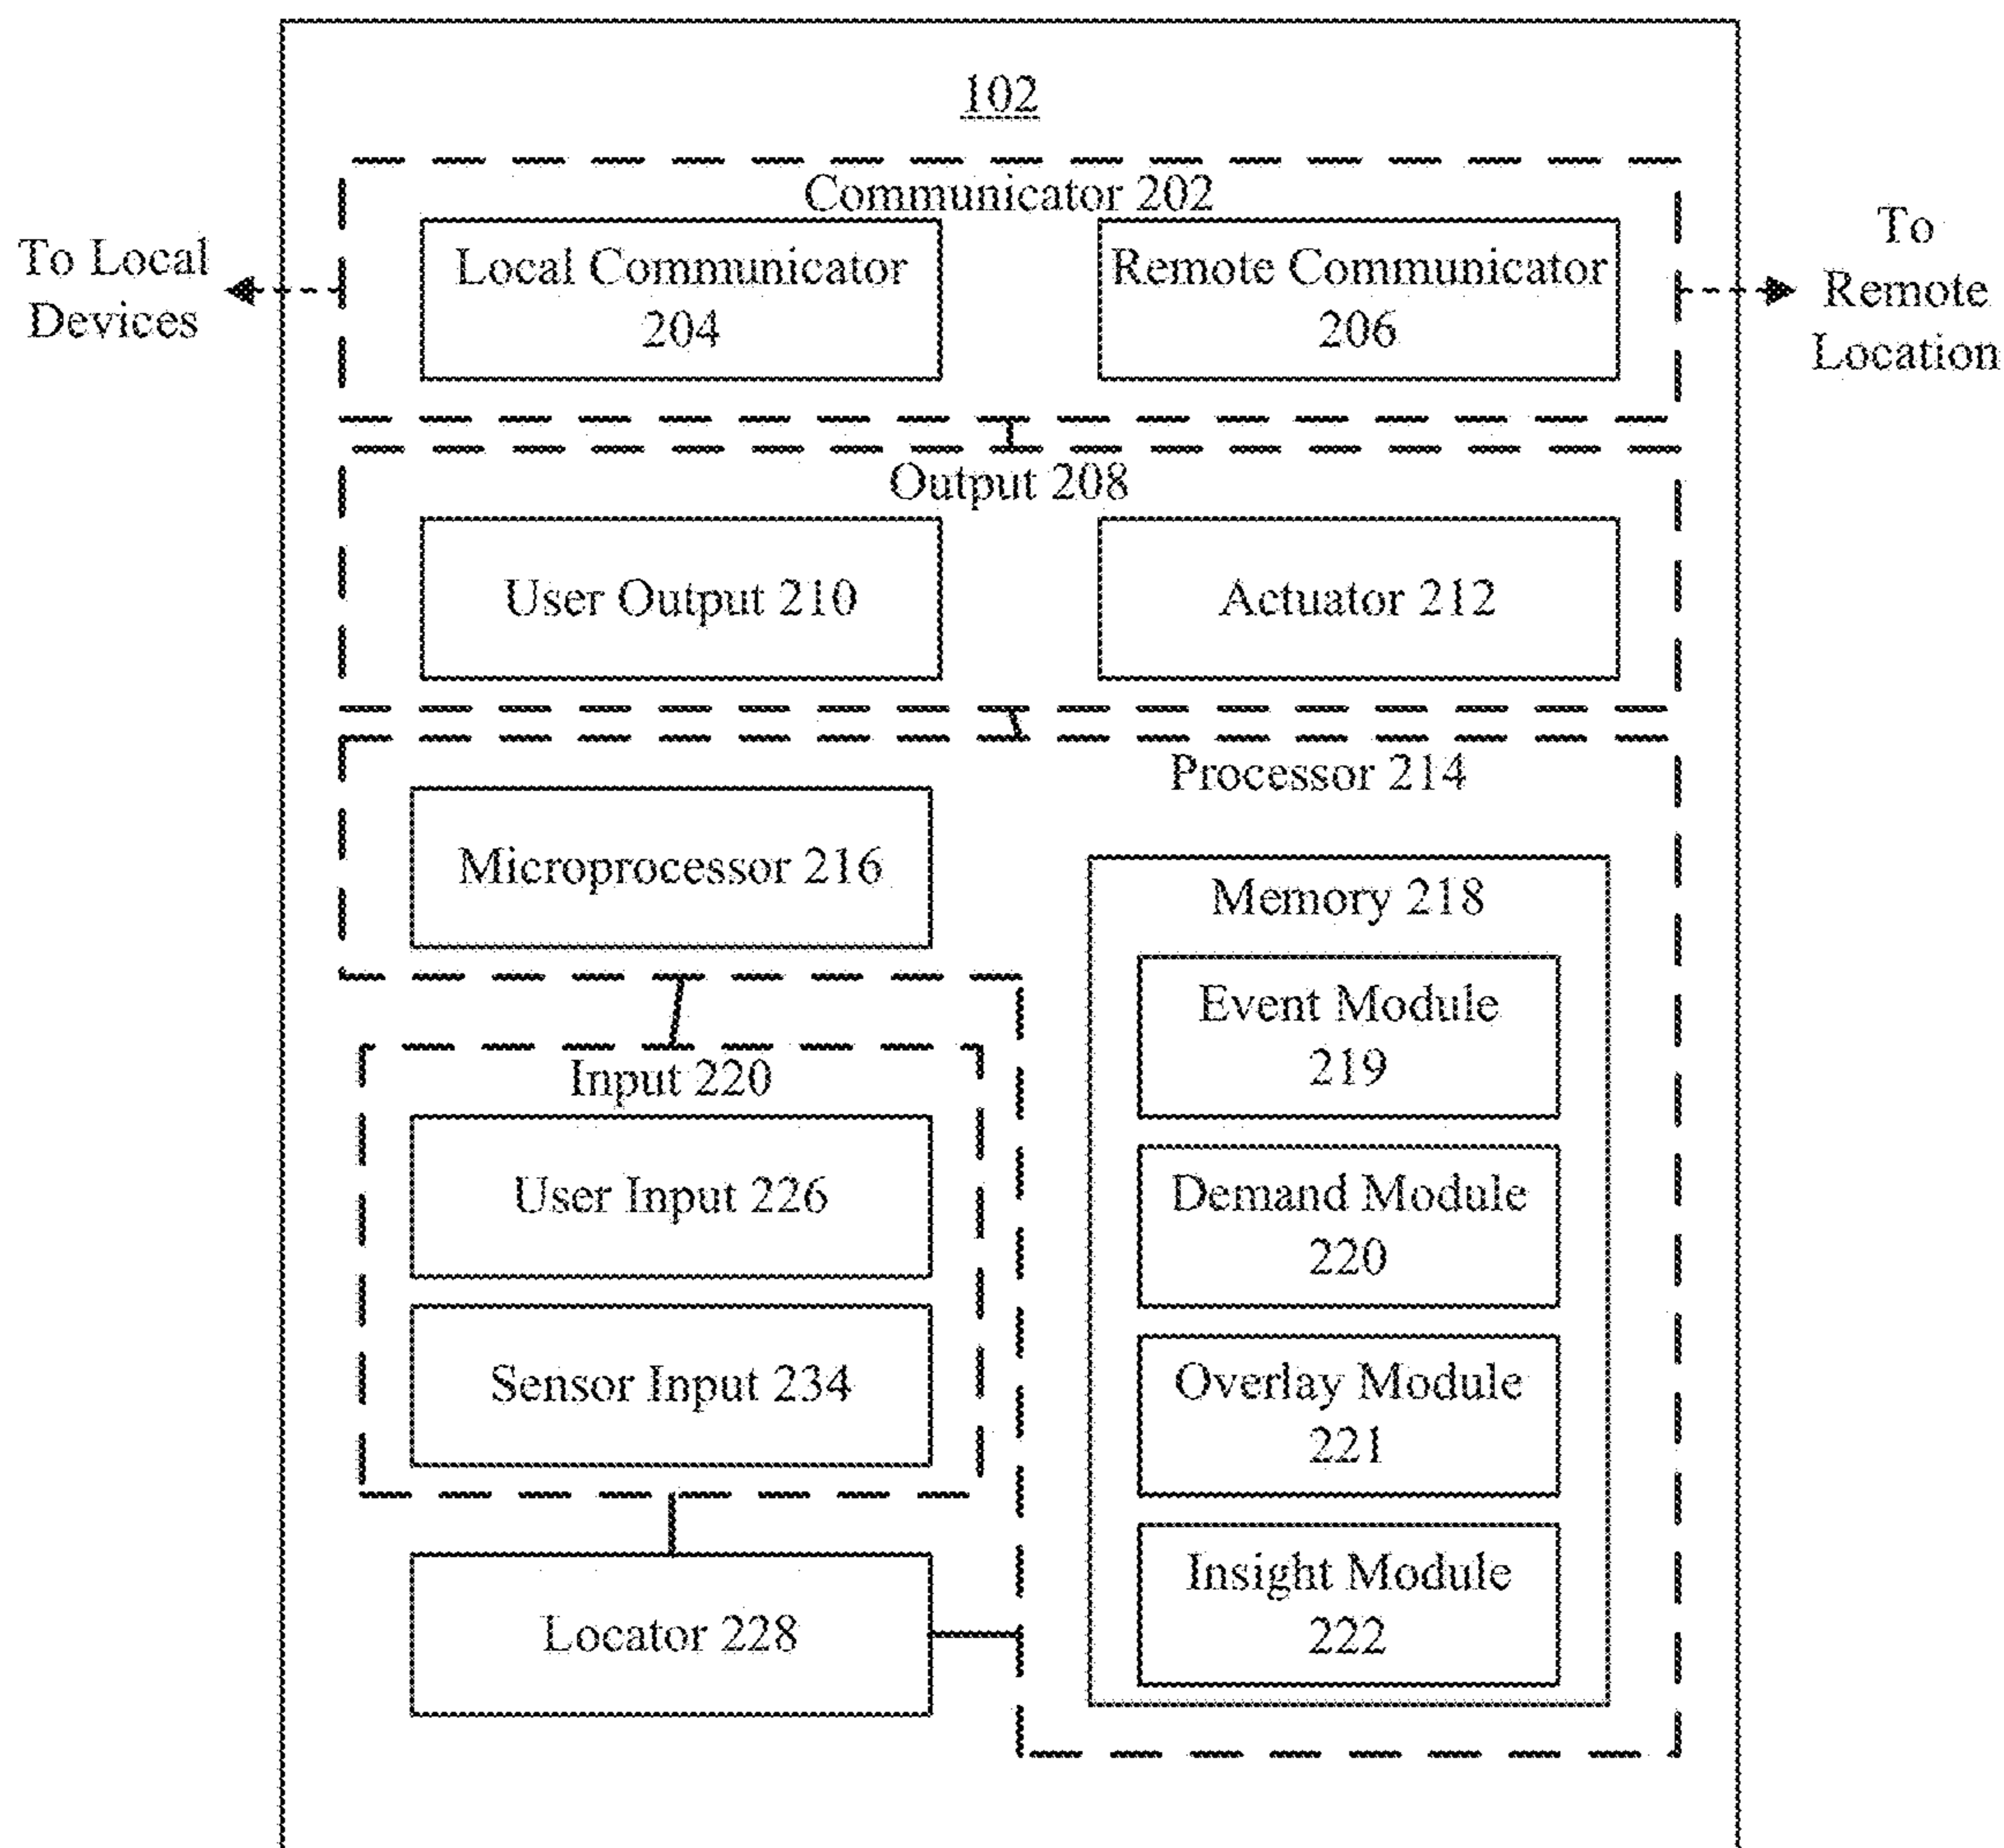 102
Communicator 202
To Local
Devices
Local Communicator
204
Remote Communicator
206
To
Remote
Location
Output 208
User Output 210
Actuator 212
Processor 214
Microprocessor 216
Memory 218
Event Module
219
Demand Module
220
Overlay Module
221
Insight Module
222
Input 220
User Input 226
Sensor Input 234
Locator 228